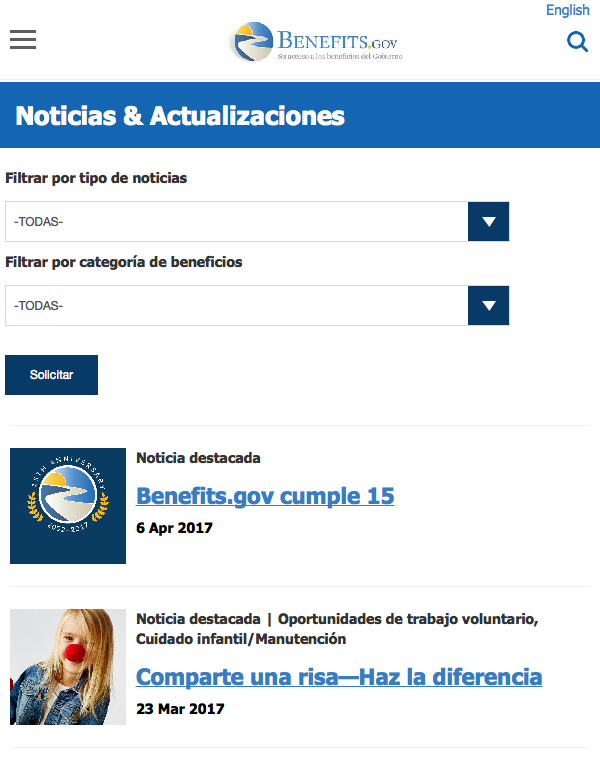 English
BENEFITS.GOV
Su acceso a los beneficios del Gobierno
Noticias & Actualizaciones
Filtrar por tipo de noticias
-TODAS-
Filtrar por categoría de beneficios
-TODAS-
Solicitar
15TH ANNIVERSARY
2002-2017
Noticia destacada
Benefits.gov cumple 15
6 Apr 2017
Noticia destacada | Oportunidades de trabajo voluntario,
Cuidado infantil/Manutención
Comparte una risa—Haz la diferencia
23 Mar 2017